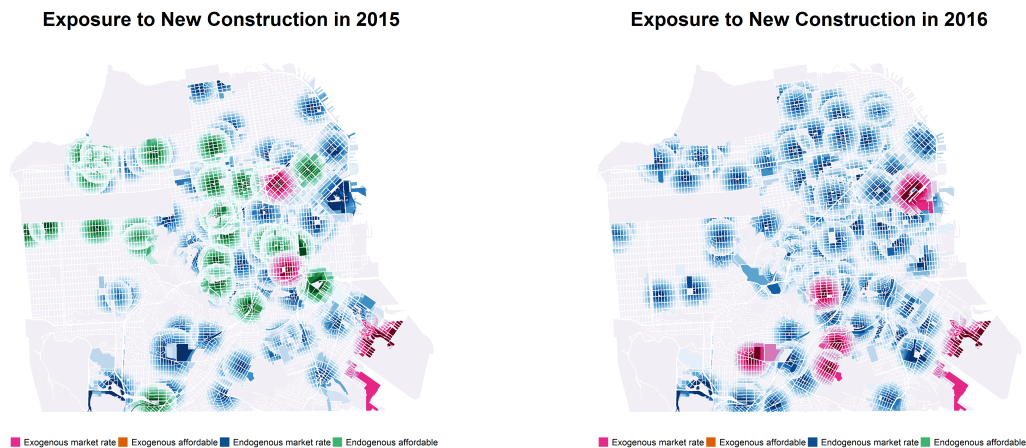 Exposure to New Construction in 2015
Exposure to New Construction in 2016
Exogenous market rate Exogenous affordable Endogenous market rate Endogenous affordable
Exogenous market rate Exogenous affordable Endogenous market rate Endogenous affordable